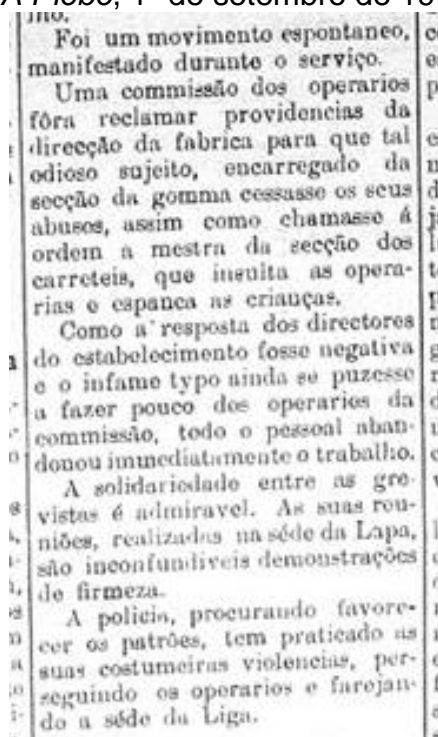 A Plebe, 1º de setembro de 19
Foi um movimento espontaneo,
manifestado durante o serviço.
Uma commissão dos operarios
fôra reclamar providencias da
direcção da fabrica para que tal
odioso sujeito, encarregado da
secção da gomma cessasse os seus
abusos, assim como chamasse á
ordem a mestra da secção dos
carreteis, que insulta as opera-
rias e espanca as crianças.
Como a resposta dos directores
do estabelecimento fosse negativa
e o infame typo ainda se puzesse
a fazer pouco dos operarios da
commissão, todo o pessoal aban-
donou immediatamente o trabalho.
A solidariedade entre as gre-
vistas é admiravel. As suas reu-
niões, realizadas na séde da Lapa,
são inconfundiveis demonstrações
de firmeza.
A policia, procurando favore-
cer os patrões, tem praticado as
suas costumeiras violencias, per-
seguindo os operarios e farejan-
do a séde da Liga.